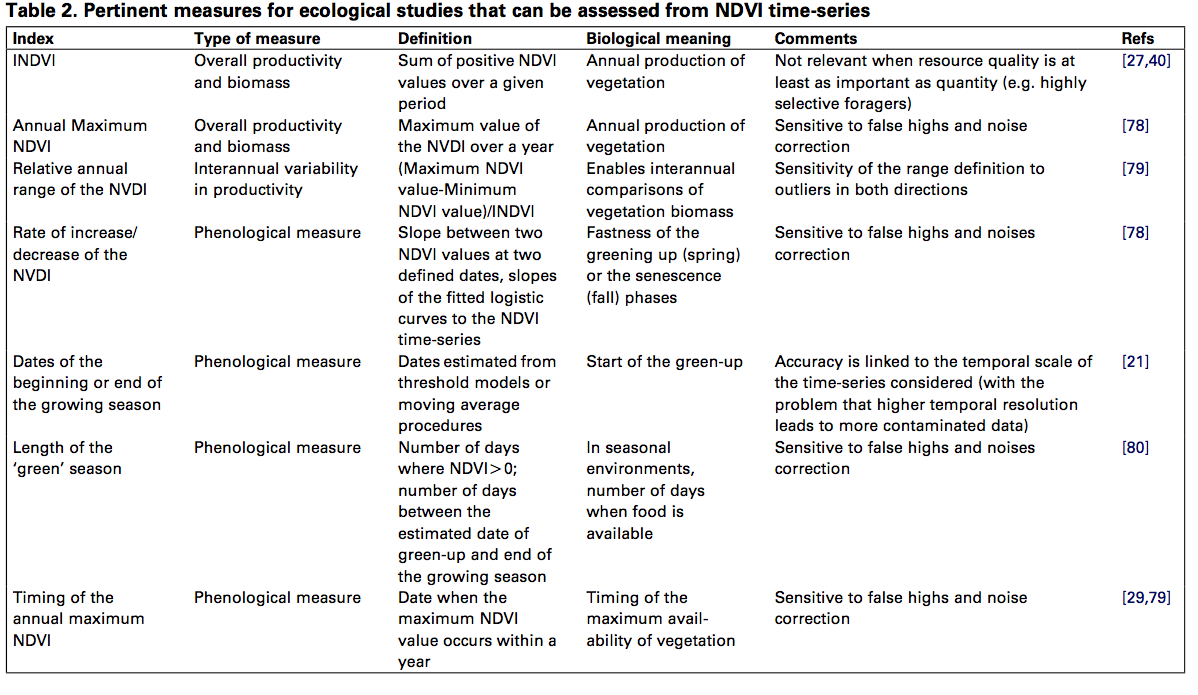 Table 2. Pertinent measures for ecological studies that can be assessed from NDVI time-series
Index Type of measure Definition Biological meaning Comments Refs
INDVI Overall productivity Sum of positive NDVI Annual production of Not relevant when resource quality is at [27,40]
and biomass values over a given vegetation least as important as quantity (e.g. highly
period selective foragers)
Annual Maximum Overall productivity Maximum value of Annual production of Sensitive to false highs and noise [78]
NDVI and biomass the NVDI over a year vegetation correction
Relative annual Interannual variability (Maximum NDVI Enables interannual Sensitivity of the range definition to [79]
range of the NVDI in productivity value-Minimum comparisons of outliers in both directions
NDVI value)/INDVI vegetation biomass
Rate of increase/ Phenological measure Slope between two Fastness of the Sensitive to false highs and noises [78]
decrease of the NDVI values at two greening up (spring) correction
NVDI defined dates, slopes or the senescence
of the fitted logistic (fall) phases
curves to the NDVI
time-series
Dates of the Phenological measure Dates estimated from Start of the green-up Accuracy is linked to the temporal scale of [21]
beginning or end of threshold models or the time-series considered (with the
the growing season moving average problem that higher temporal resolution
procedures leads to more contaminated data)
Length of the Phenological measure Number of days In seasonal Sensitive to false highs and noises [80]
‘green’ season where NDVI>0; environments, correction
number of days number of days
between the when food is
estimated date of available
green-up and end of
the growing season
Timing of the Phenological measure Date when the Timing of the Sensitive to false highs and noise [29,79]
annual maximum maximum NDVI maximum avail- correction
NDVI value occurs within a ability of vegetation
year